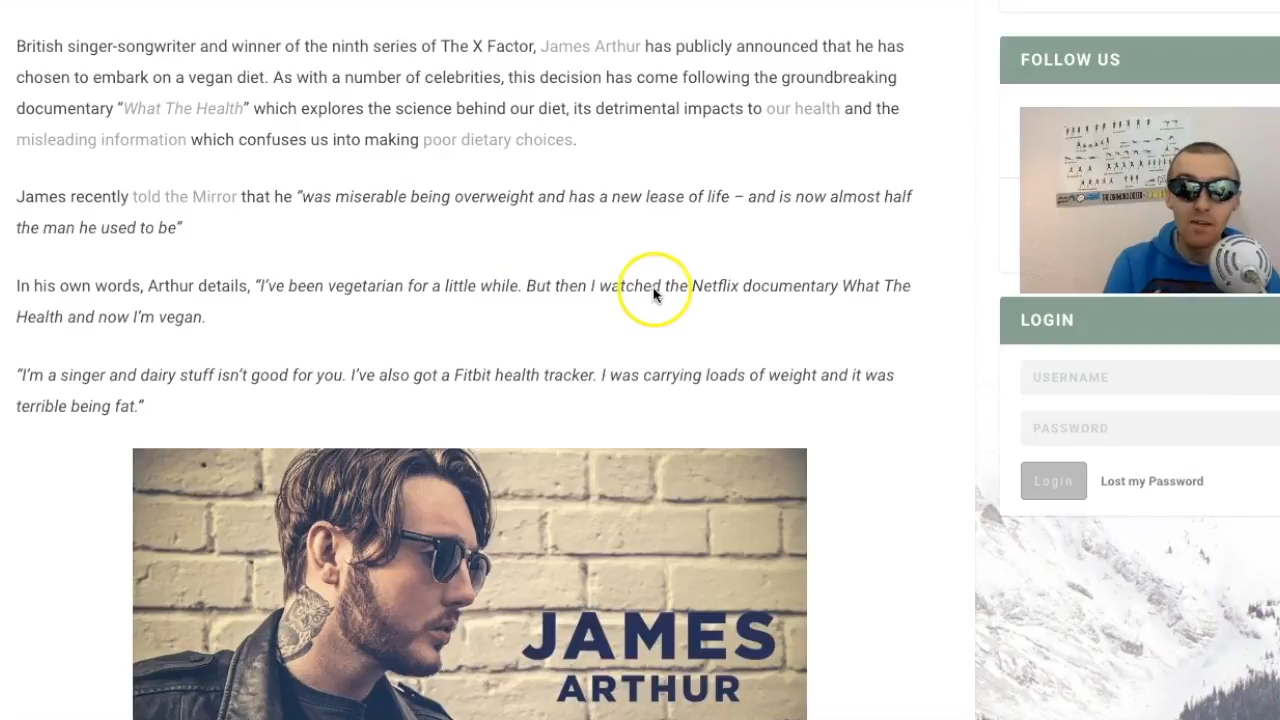 British singer-songwriter and winner of the ninth series of The X Factor, James Arthur has publicly announced that he has
chosen to embark on a vegan diet. As with a number of celebrities, this decision has come following the groundbreaking
documentary “What The Health” which explores the science behind our diet, its detrimental impacts to our health and the
misleading information which confuses us into making poor dietary choices.
James recently told the Mirror that he “was miserable being overweight and has a new lease of life – and is now almost half
the man he used to be”
In his own words, Arthur details, “I’ve been vegetarian for a little while. But then I watched the Netflix documentary What The
Health and now I’m vegan.
“I’m a singer and dairy stuff isn’t good for you. I’ve also got a Fitbit health tracker. I was carrying loads of weight and it was
terrible being fat.”
JAMES
ARTHUR
FOLLOW US
LOGIN
USERNAME
PASSWORD
Login Lost my Password